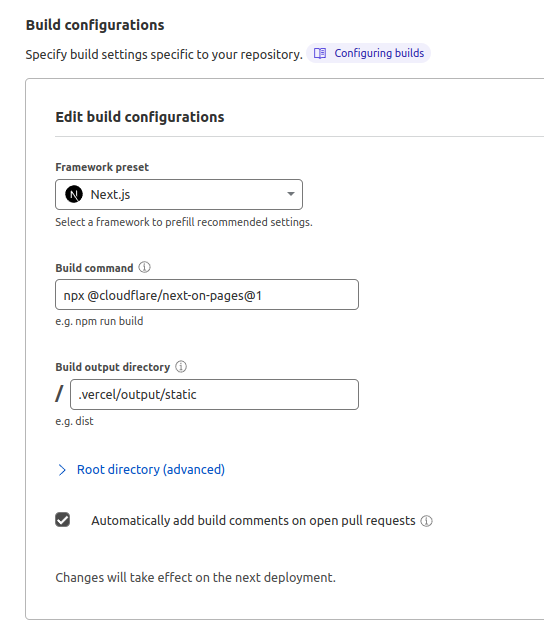 Build configurations
Specify build settings specific to your repository. Configuring builds
Edit build configurations
Framework preset
Next.js
Select a framework to prefill recommended settings.
Build command
npx @cloudflare/next-on-pages@1
e.g. npm run build
Build output directory
/ .vercel/output/static
e.g. dist
Root directory (advanced)
Automatically add build comments on open pull requests
Changes will take effect on the next deployment.